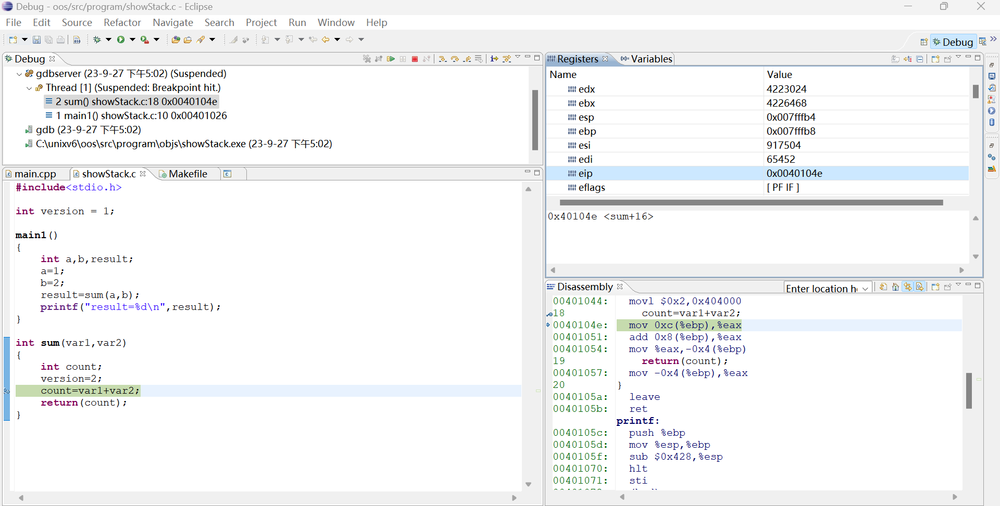 Debug - oos/src/program/showStack.c - Eclipse
File Edit Source Refactor Navigate Search Project Run Window Help
Debug
Debug
gdbserver (23-9-27 下午5:02) (Suspended)
Thread [1] (Suspended: Breakpoint hit.)
2 sum() showStack.c:18 0x0040104e
1 main1() showStack.c:10 0x00401026
gdb (23-9-27 下午5:02)
C:\unixv6\oos\src\program\objs\showStack.exe (23-9-27 下午5:02)
main.cpp showStack.c Makefile
#include<stdio.h>
int version = 1;
main1()
{
int a,b,result;
a=1;
b=2;
result=sum(a,b);
printf("result=%d\n",result);
}
int sum(var1,var2)
{
int count;
version=2;
count=var1+var2;
return(count);
}
Registers (x)= Variables
Name Value
edx 4223024
ebx 4226468
esp 0x007fffb4
ebp 0x007fffb8
esi 917504
edi 65452
eip 0x0040104e
eflags [ PF IF ]
0x40104e <sum+16>
Disassembly Enter location h
00401044: movl $0x2,0x404000
18 count=var1+var2;
0040104e: mov 0xc(%ebp),%eax
00401051: add 0x8(%ebp),%eax
00401054: mov %eax,-0x4(%ebp)
19 return(count);
00401057: mov -0x4(%ebp),%eax
20 }
0040105a: leave
0040105b: ret
printf:
0040105c: push %ebp
0040105d: mov %esp,%ebp
0040105f: sub $0x428,%esp
00401070: hlt
00401071: sti